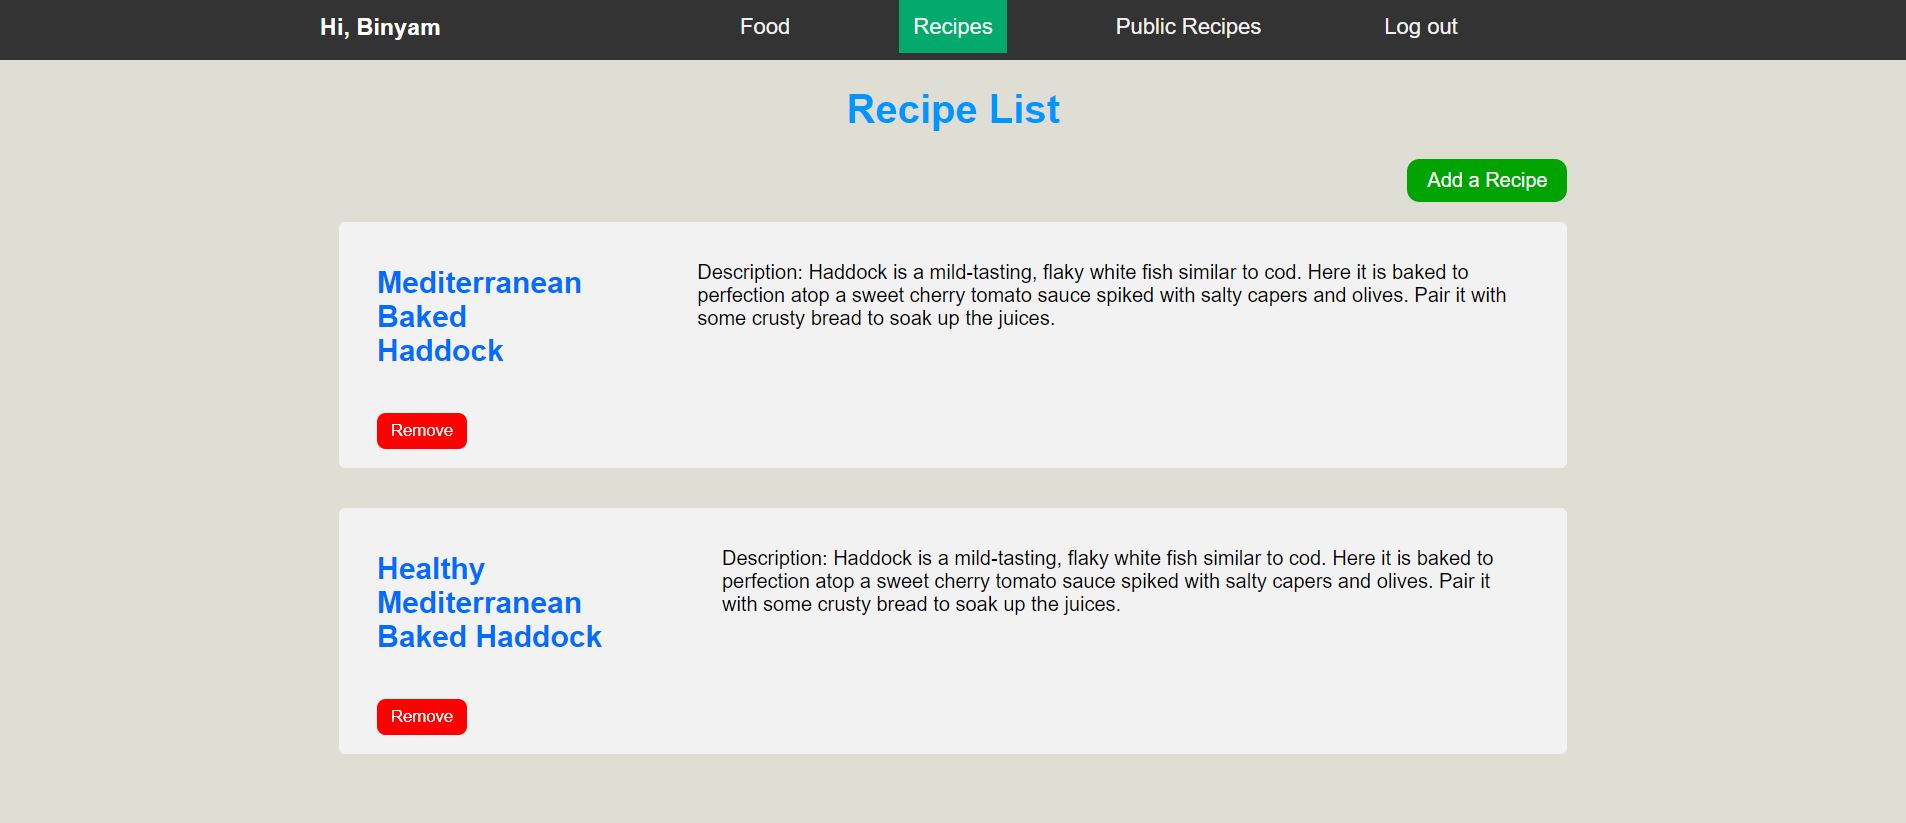 Hi, Binyam Food Recipes Public Recipes Log out
Recipe List
Add a Recipe
Mediterranean
Baked
Haddock
Description: Haddock is a mild-tasting, flaky white fish similar to cod. Here it is baked to
perfection atop a sweet cherry tomato sauce spiked with salty capers and olives. Pair it with
some crusty bread to soak up the juices.
Remove
Healthy
Mediterranean
Baked Haddock
Description: Haddock is a mild-tasting, flaky white fish similar to cod. Here it is baked to
perfection atop a sweet cherry tomato sauce spiked with salty capers and olives. Pair it
with some crusty bread to soak up the juices.
Remove